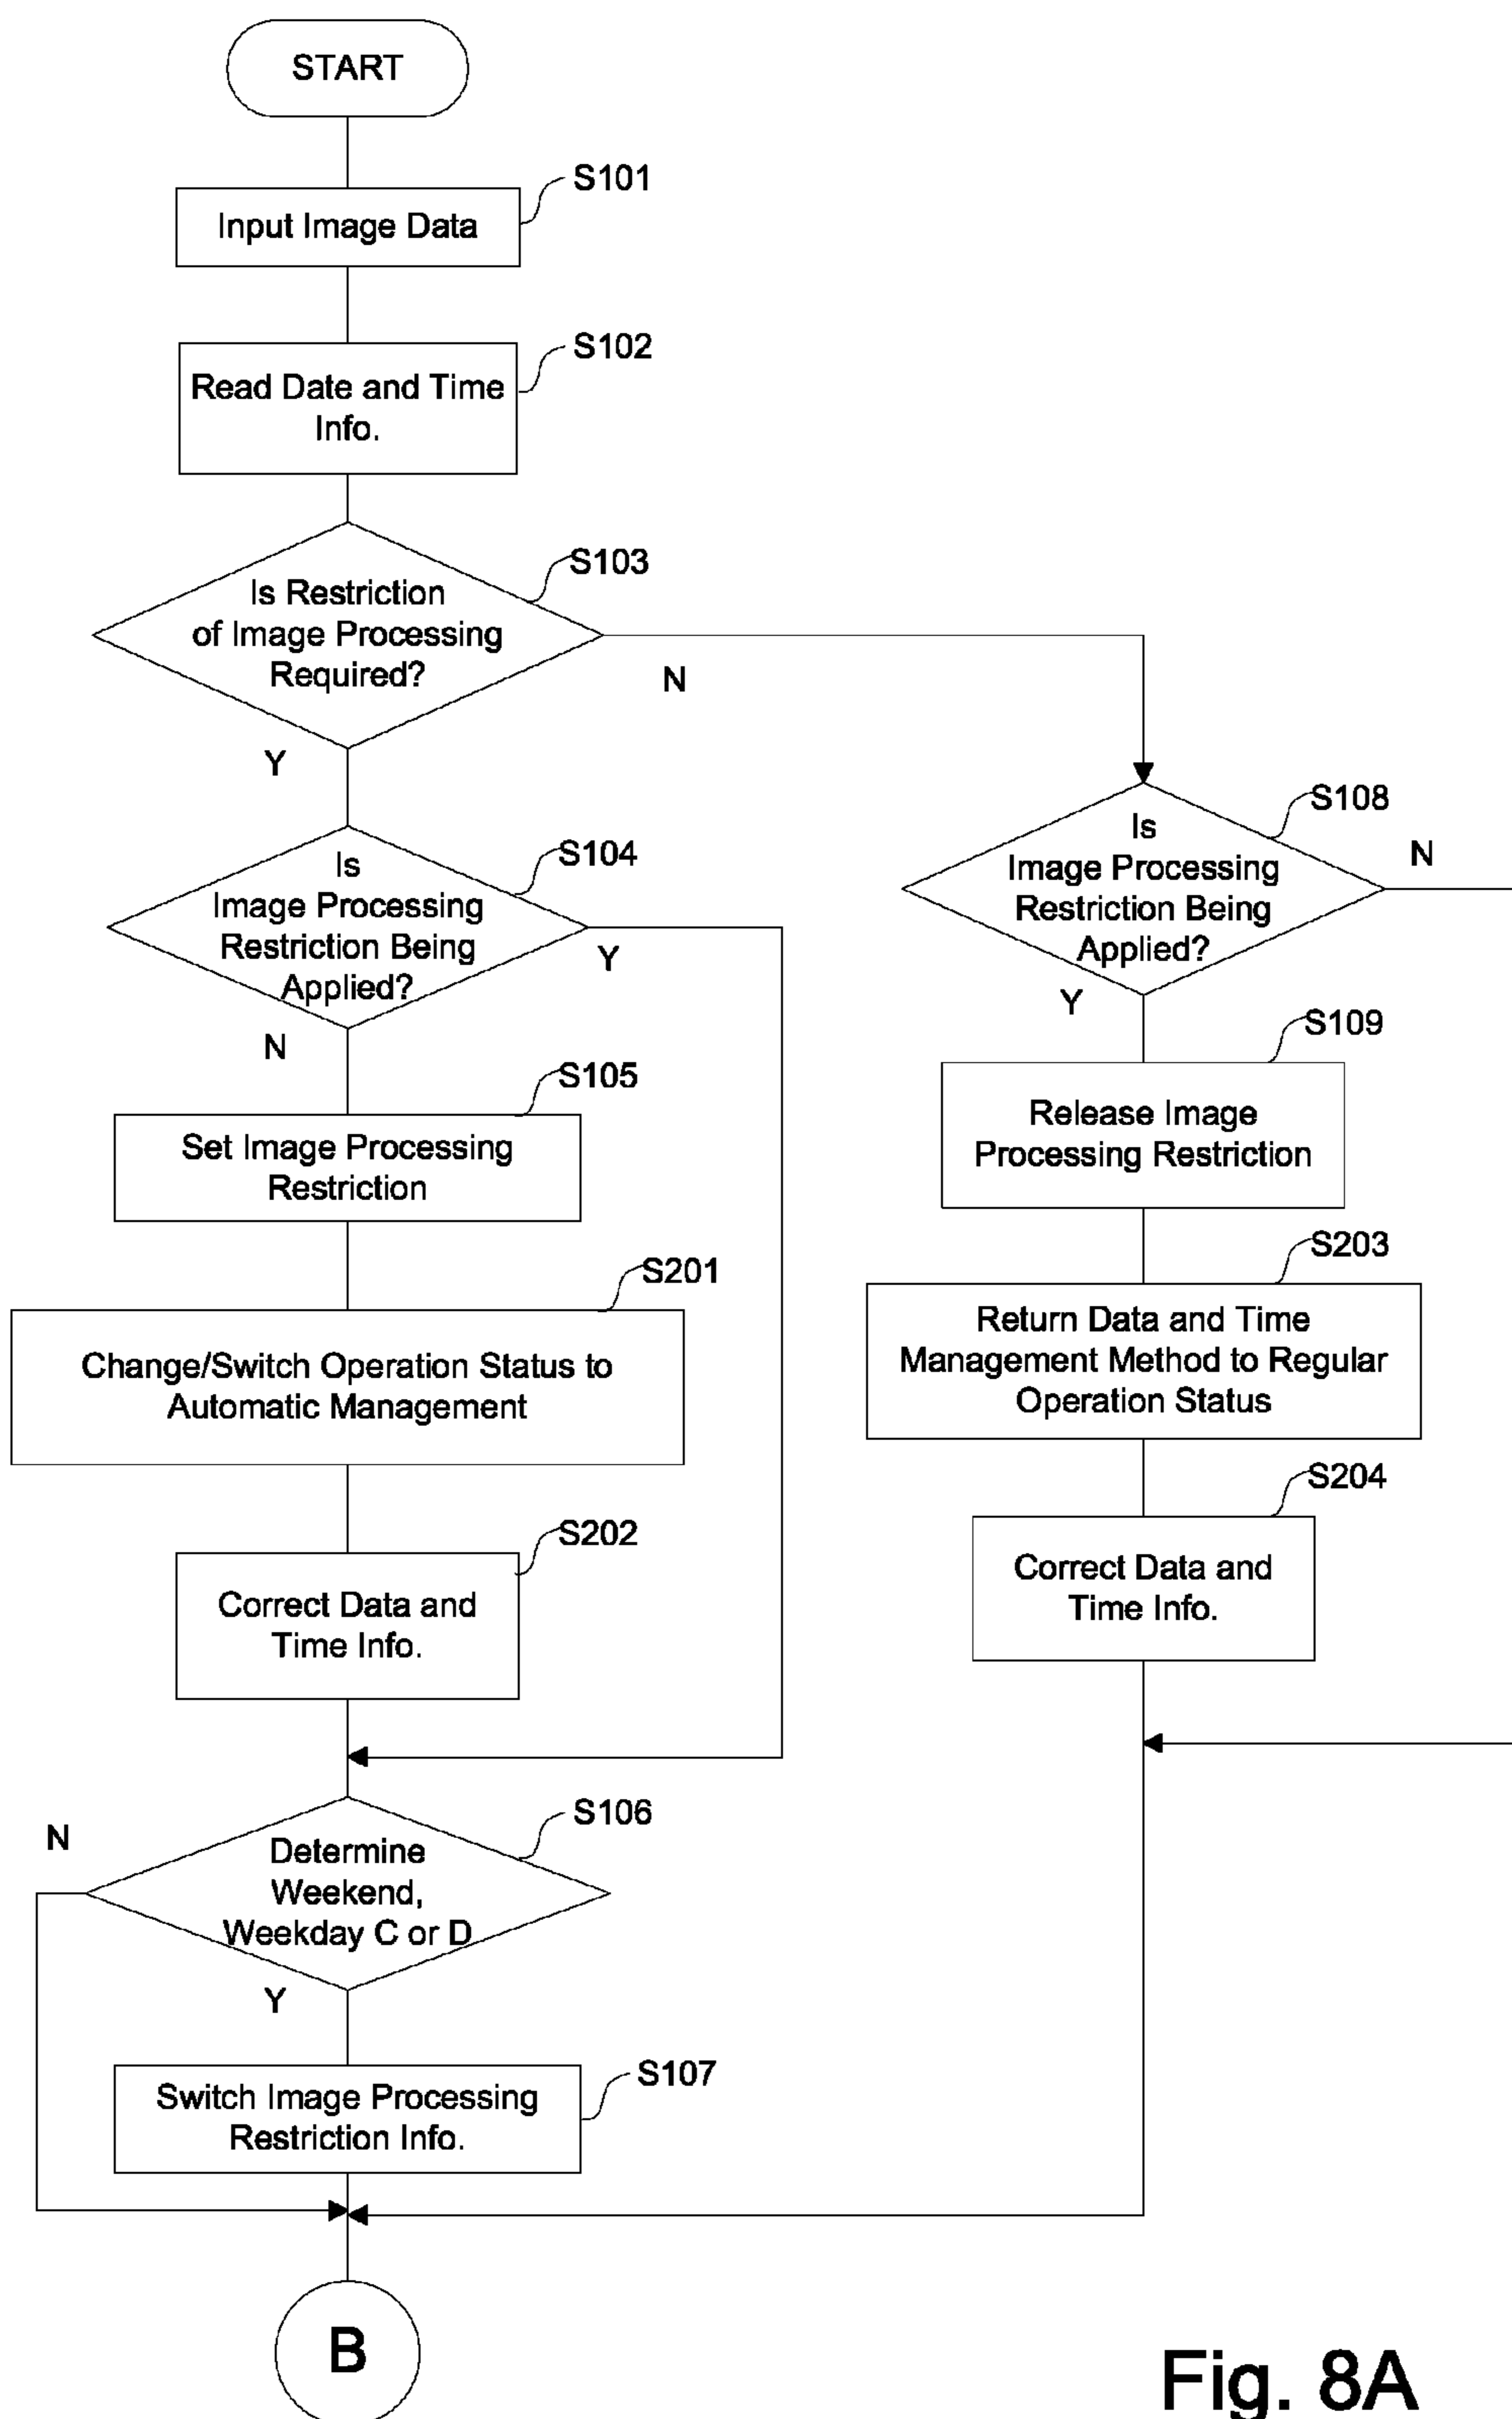 START
S101
Input Image Data
S102
Read Date and Time
Info.
S103
Is Restriction
of Image Processing
Required?
N
Y
S104
Is
Image Processing
Restriction Being
Applied?
Y
N
S105
Set Image Processing
Restriction
S201
Change/Switch Operation Status to
Automatic Management
S202
Correct Data and
Time Info.
S106
N
Determine
Weekend,
Weekday C or D
Y
S107
Switch Image Processing
Restriction Info.
B
S108
Is
Image Processing
Restriction Being
Applied?
N
Y
S109
Release Image
Processing Restriction
S203
Return Data and Time
Management Method to Regular
Operation Status
S204
Correct Data and
Time Info.
Fig. 8A